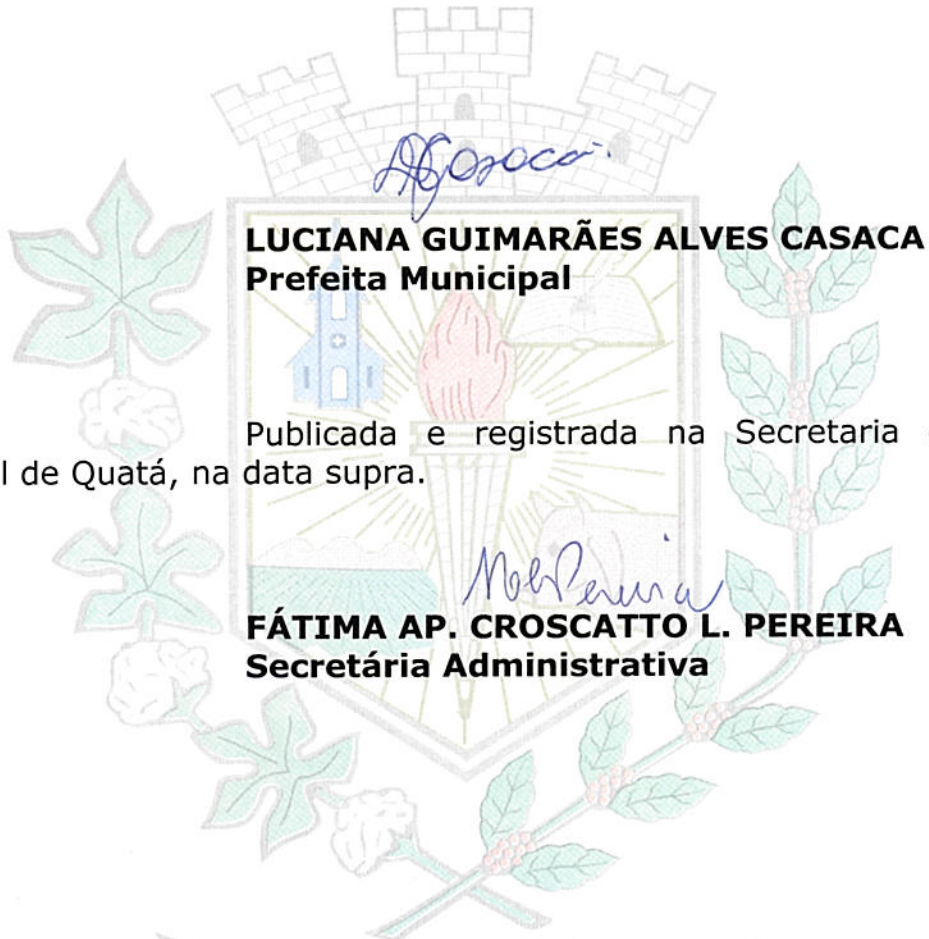 LUCIANA GUIMARÃES ALVES CASACA
Prefeita Municipal
Publicada e registrada na Secretaria
l de Quatá, na data supra.
FÁTIMA AP. CROSCATTO L. PEREIRA
Secretária Administrativa